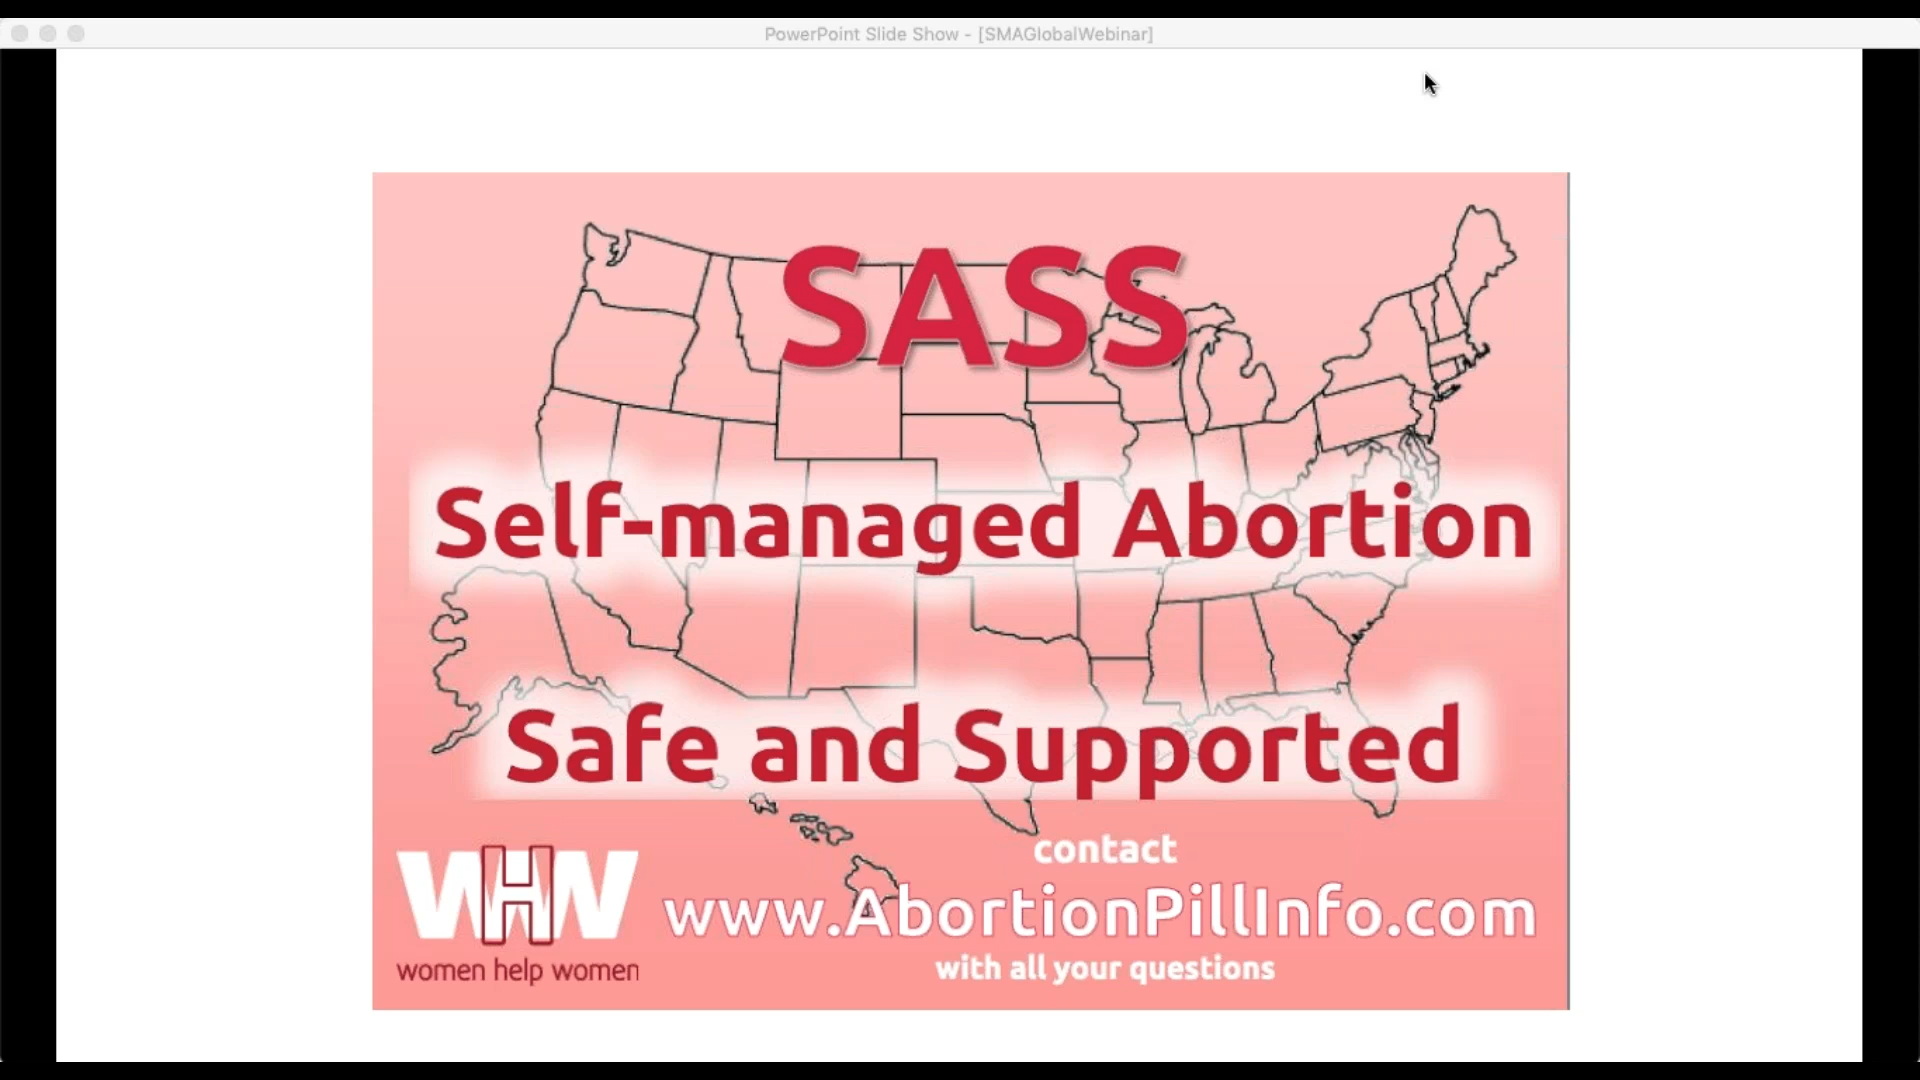 PowerPoint Slide Show - [SMAGlobalWebinar]
SASS
Self-managed Abortion
Safe and Supported
contact
www.AbortionPillInfo.com
with all your questions
WHW
women help women